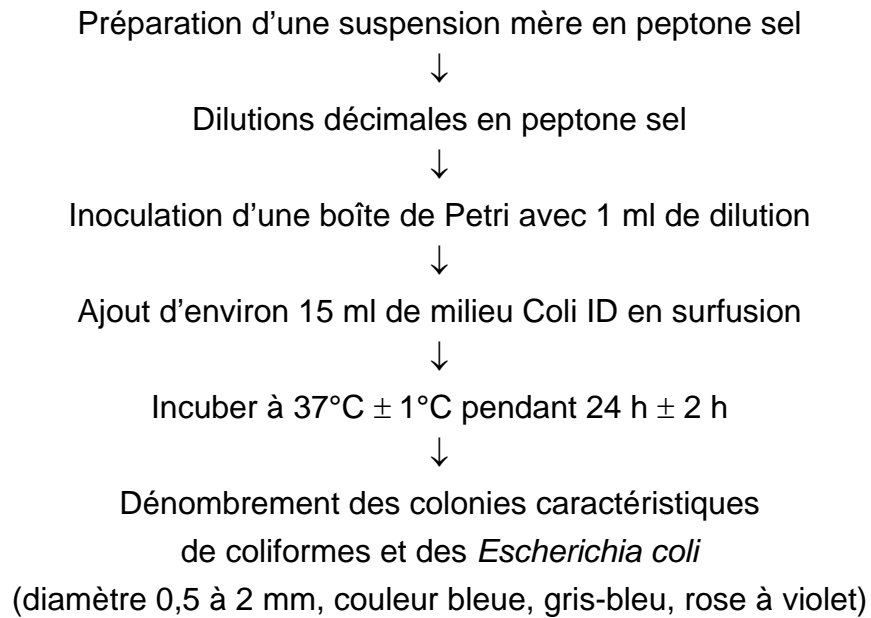 Préparation d’une suspension mère en peptone sel
↓
Dilutions décimales en peptone sel
↓
Inoculation d’une boîte de Petri avec 1 ml de dilution
↓
Ajout d’environ 15 ml de milieu Coli ID en surfusion
↓
Incuber à 37°C ± 1°C pendant 24 h ± 2 h
↓
Dénombrement des colonies caractéristiques
de coliformes et des Escherichia coli
(diamètre 0,5 à 2 mm, couleur bleue, gris-bleu, rose à violet)